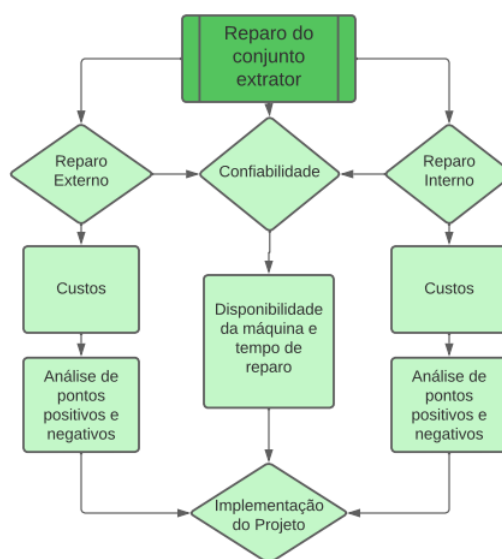 Reparo do
conjunto
extrator
Reparo
Externo
Confiabilidade
Reparo
Interno
Custos
Disponibilidade
da máquina e
tempo de
reparo
Custos
Análise de
pontos
positivos e
negativos
Análise de
pontos
positivos e
negativos
Implementação
do Projeto